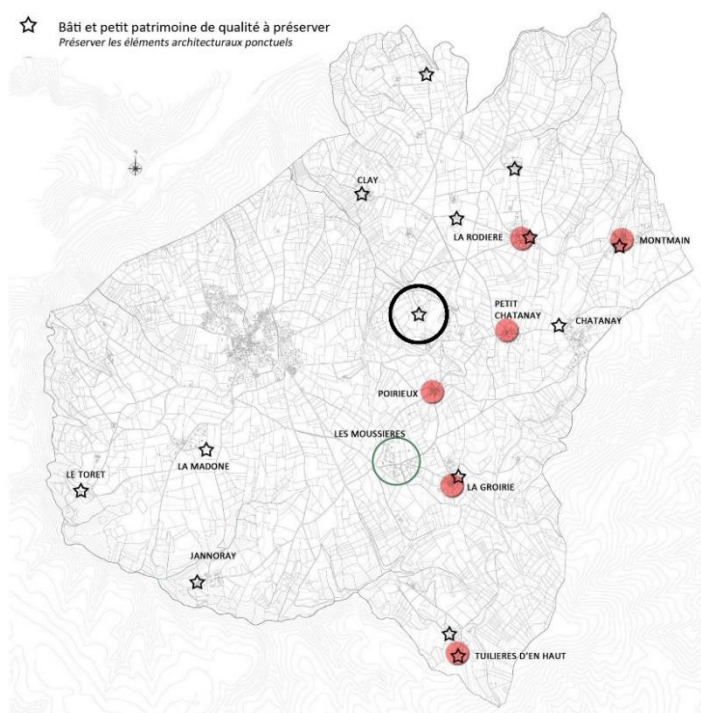 Bâti et petit patrimoine de qualité à préserver
Préserver les éléments architecturaux ponctuels
CLAY
LA RODIERE
MONTMAIN
PETIT
CHATANAY
CHATANAY
POIRIEUX
LES MOUSSIERES
LA MADONE
LE TORET
LA GROIRIE
JANNORAY
TUILIERES D'EN HAUT